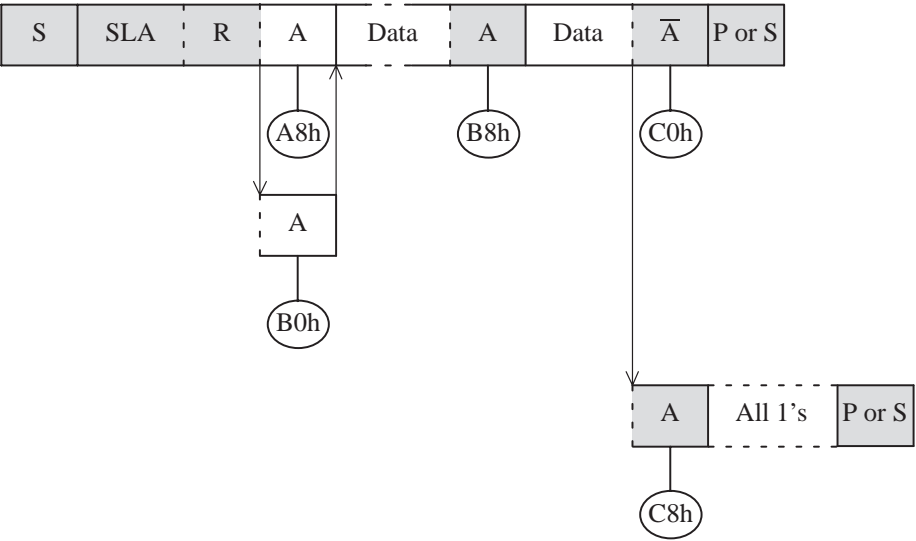 S SLA R A Data A Data A̅ P or S
A8h B8h C0h
A
B0h
A All 1's P or S
C8h